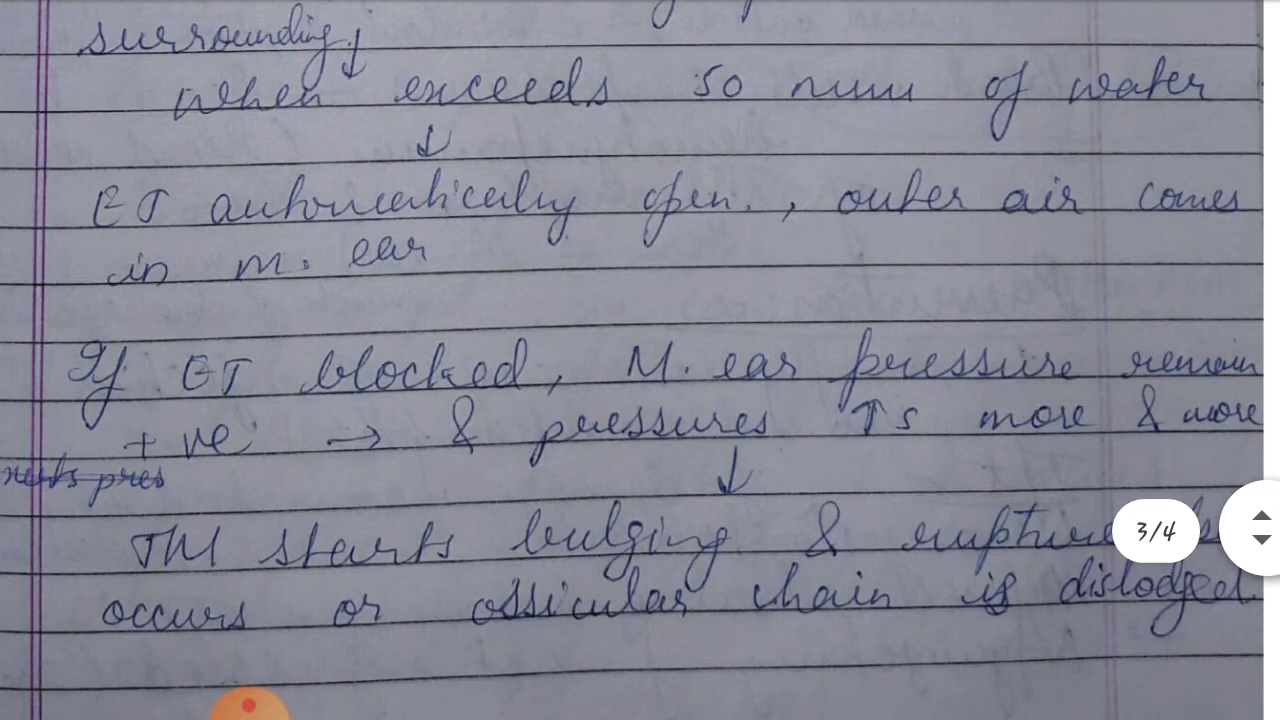 surrounding ↓
when exceeds 50 mm of water
↓
ET automatically open., outer air comes
in m. ear
If ET blocked, M. ear pressure remain
+ve → & pressures ↑s more & more
↓
TM starts bulging & rupture
occurs or ossicular chain is dislodged.
3/4